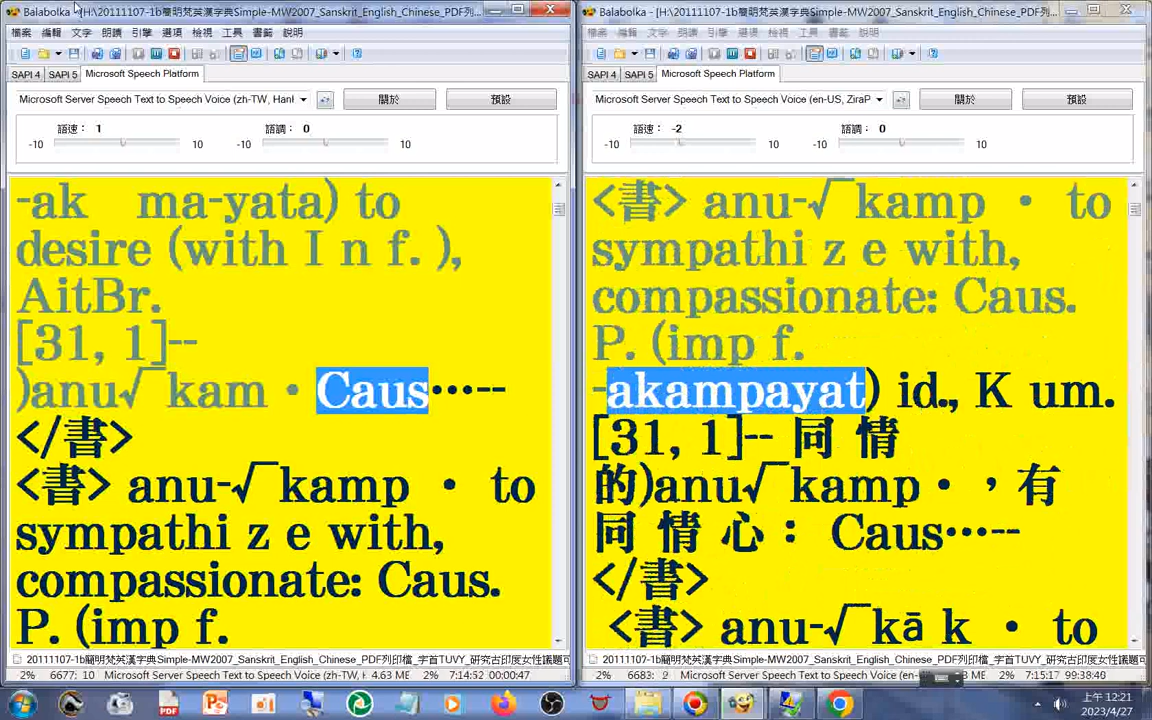 Balabolka - [H:\20111107-1b簡明梵英漢字典Simple-MW2007_Sanskrit_English_Chinese_PDF列...
檔案 編輯 文字 朗讀 引擎 選項 檢視 工具 書籤 說明
SAPI 4 SAPI 5 Microsoft Speech Platform
Microsoft Server Speech Text to Speech Voice (zh-TW, Hanl
關於 預設
語速： 1 語調： 0
-10 10 -10 10
-ak ma-yata) to
desire (with I n f. ),
AitBr.
[31, 1]--
)anu√ kam • Caus…--
</書>
<書> anu-√kamp • to
sympathi z e with,
compassionate: Caus.
P. (imp f.
20111107-1b簡明梵英漢字典Simple-MW2007_Sanskrit_English_Chinese_PDF列印檔_字首TUVY_研究古印度女性議題可
2% 6677; 10 Microsoft Server Speech Text to Speech Voice (zh-TW, H 4.63 ME 2% 7:14:52 00:00:47
Balabolka - [H:\20111107-1b簡明梵英漢字典Simple-MW2007_Sanskrit_English_Chinese_PDF列...
檔案 編輯 文字 朗讀 引擎 選項 檢視 工具 書籤 說明
SAPI 4 SAPI 5 Microsoft Speech Platform
Microsoft Server Speech Text to Speech Voice (en-US, ZiraP
關於 預設
語速： -2 語調： 0
-10 10 -10 10
<書> anu-√kamp • to
sympathi z e with,
compassionate: Caus.
P. (imp f.
-akampayat) id., K um.
[31, 1]-- 同 情
的)anu√kamp•，有
同 情 心： Caus…--
</書>
<書> anu-√kā k • to
20111107-1b簡明梵英漢字典Simple-MW2007_Sanskrit_English_Chinese_PDF列印檔_字首TUVY_研究古印度女性議題可
2% 6683; 2 Microsoft Server Speech Text to Speech Voice (en-US, Z 4.63 ME 2% 7:15:17 99:38:40
上午 12:21
2023/4/27